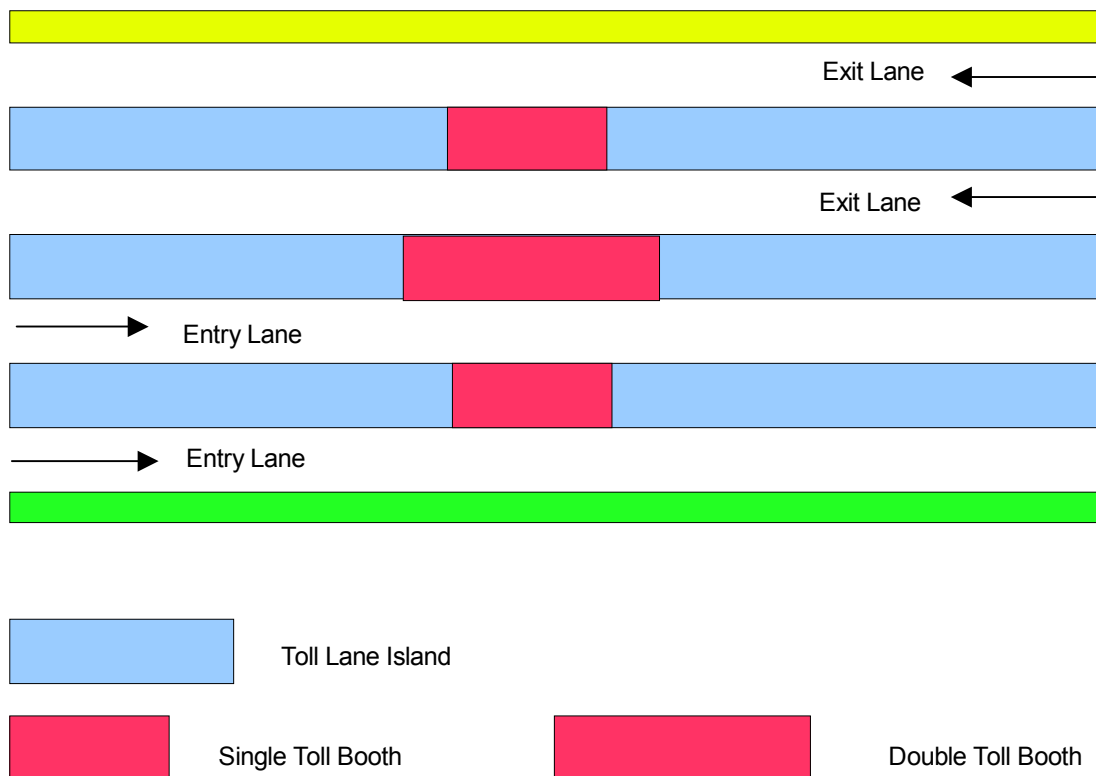 Exit Lane
Exit Lane
Entry Lane
Entry Lane
Toll Lane Island
Single Toll Booth
Double Toll Booth